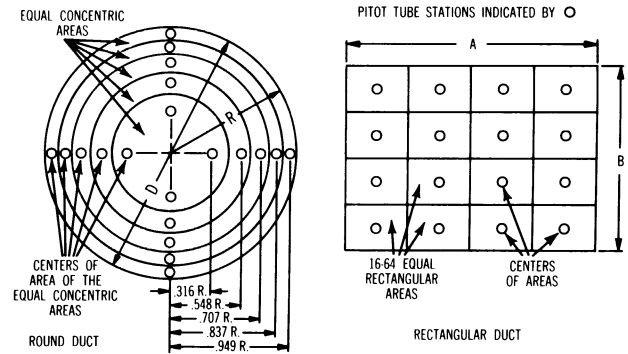 EQUAL CONCENTRIC
AREAS
R
D
CENTERS OF
AREA OF THE
EQUAL CONCENTRIC
AREAS
.316 R.
.548 R.
.707 R.
.837 R.
.949 R.
ROUND DUCT
PITOT TUBE STATIONS INDICATED BY O
A
B
16-64 EQUAL
RECTANGULAR
AREAS
CENTERS
OF AREAS
RECTANGULAR DUCT